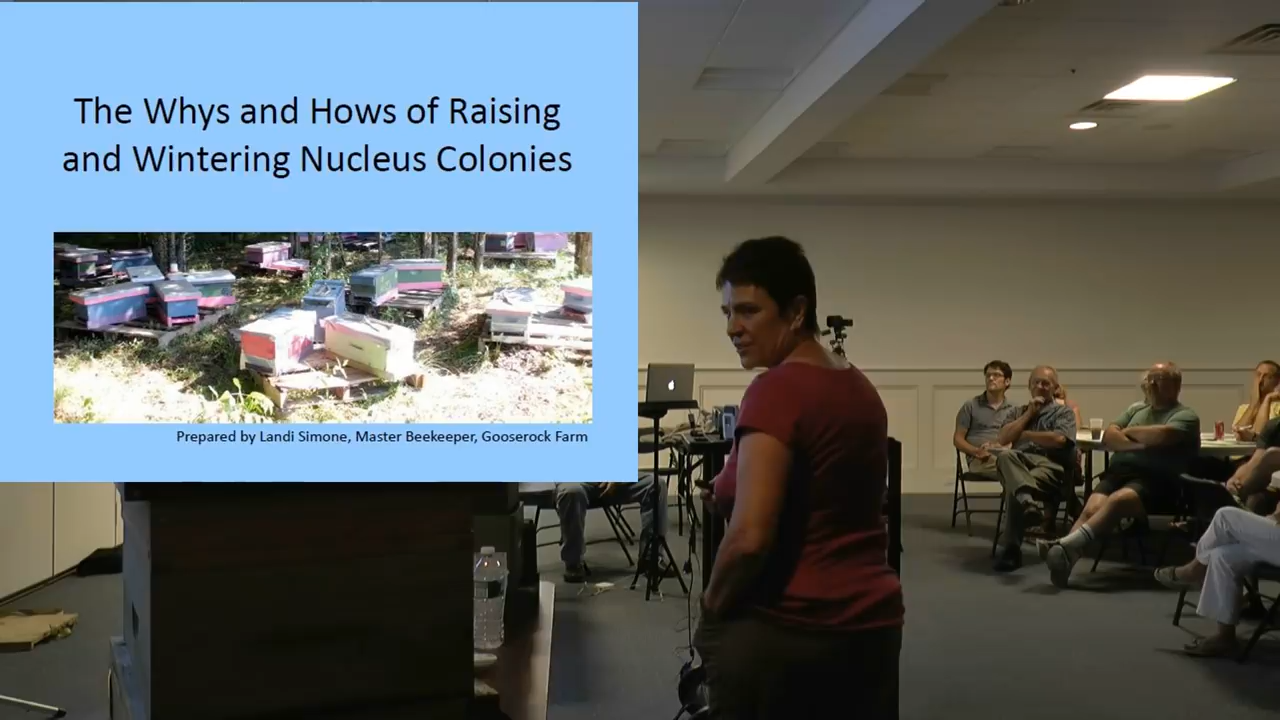 The Whys and Hows of Raising
and Wintering Nucleus Colonies
Prepared by Landi Simone, Master Beekeeper, Gooserock Farm